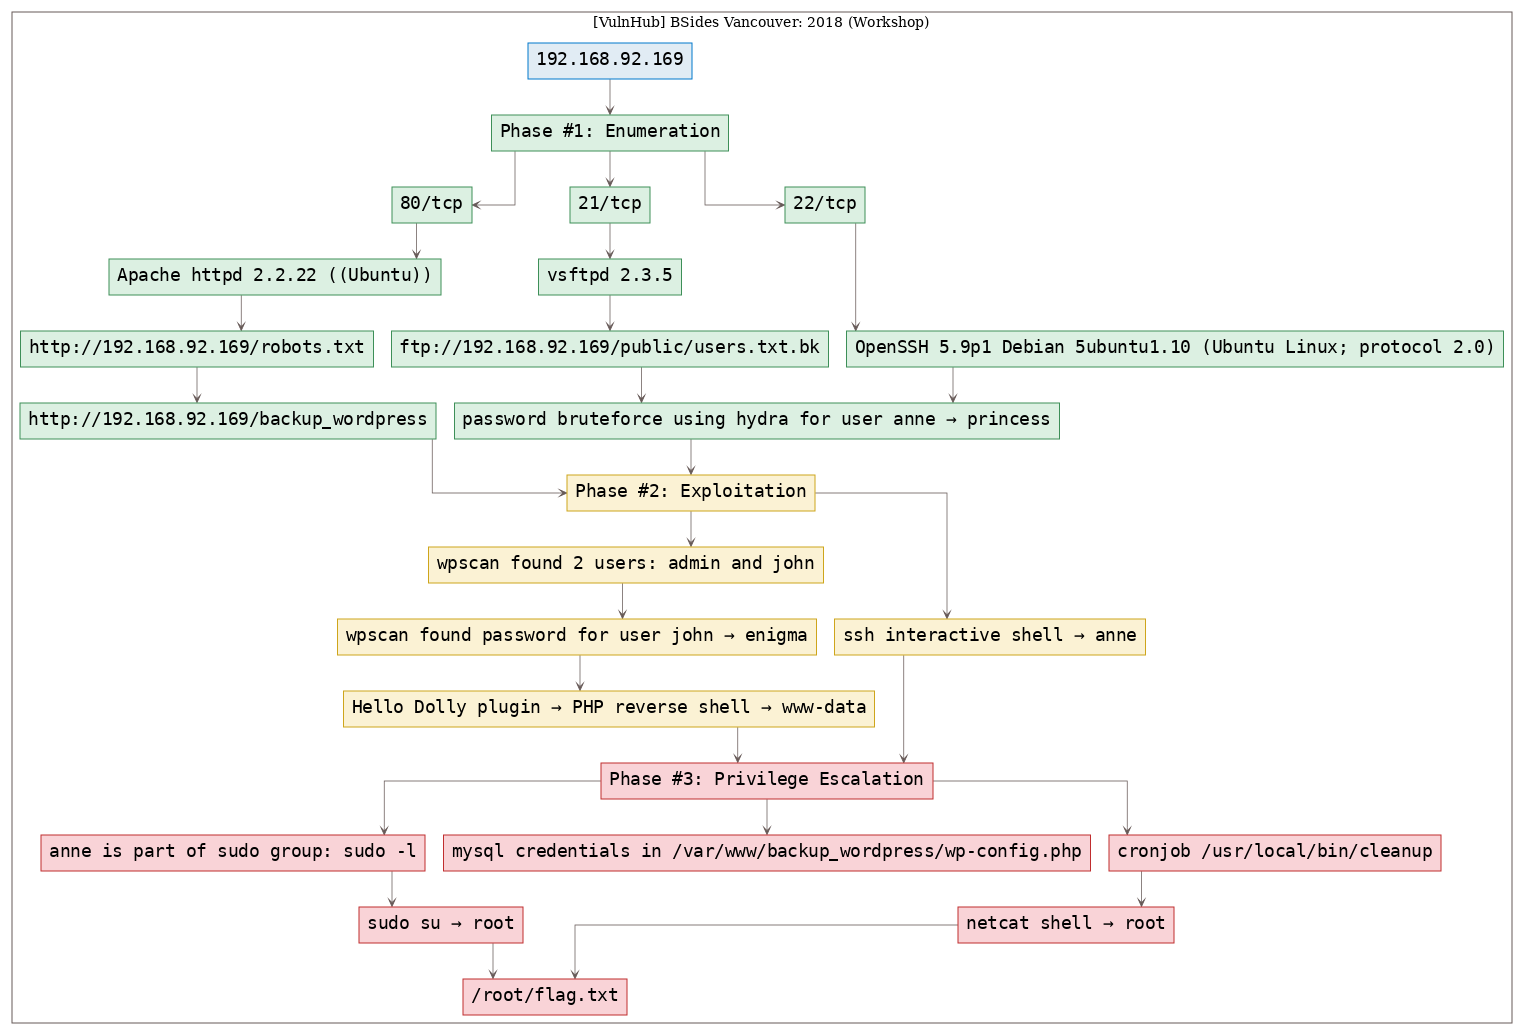 [VulnHub] BSides Vancouver: 2018 (Workshop)
192.168.92.169
Phase #1: Enumeration
80/tcp
21/tcp
22/tcp
Apache httpd 2.2.22 ((Ubuntu))
vsftpd 2.3.5
http://192.168.92.169/robots.txt
ftp://192.168.92.169/public/users.txt.bk
OpenSSH 5.9p1 Debian 5ubuntu1.10 (Ubuntu Linux; protocol 2.0)
http://192.168.92.169/backup_wordpress
password bruteforce using hydra for user anne → princess
Phase #2: Exploitation
wpscan found 2 users: admin and john
wpscan found password for user john → enigma
ssh interactive shell → anne
Hello Dolly plugin → PHP reverse shell → www-data
Phase #3: Privilege Escalation
anne is part of sudo group: sudo -l
mysql credentials in /var/www/backup_wordpress/wp-config.php
cronjob /usr/local/bin/cleanup
sudo su → root
netcat shell → root
/root/flag.txt